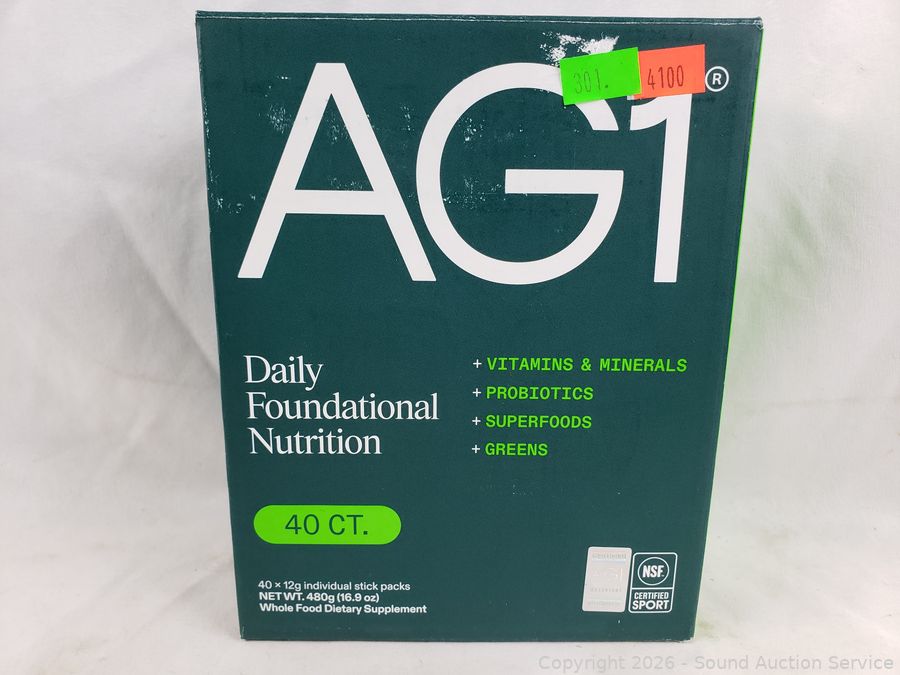 AG1®
301.
4100
Daily
Foundational
Nutrition
+ VITAMINS & MINERALS
+ PROBIOTICS
+ SUPERFOODS
+ GREENS
40 CT.
40 × 12g individual stick packs
NET WT. 480g (16.9 oz)
Whole Food Dietary Supplement
AG1
NSF®
CERTIFIED
SPORT®
Copyright 2026 - Sound Auction Service